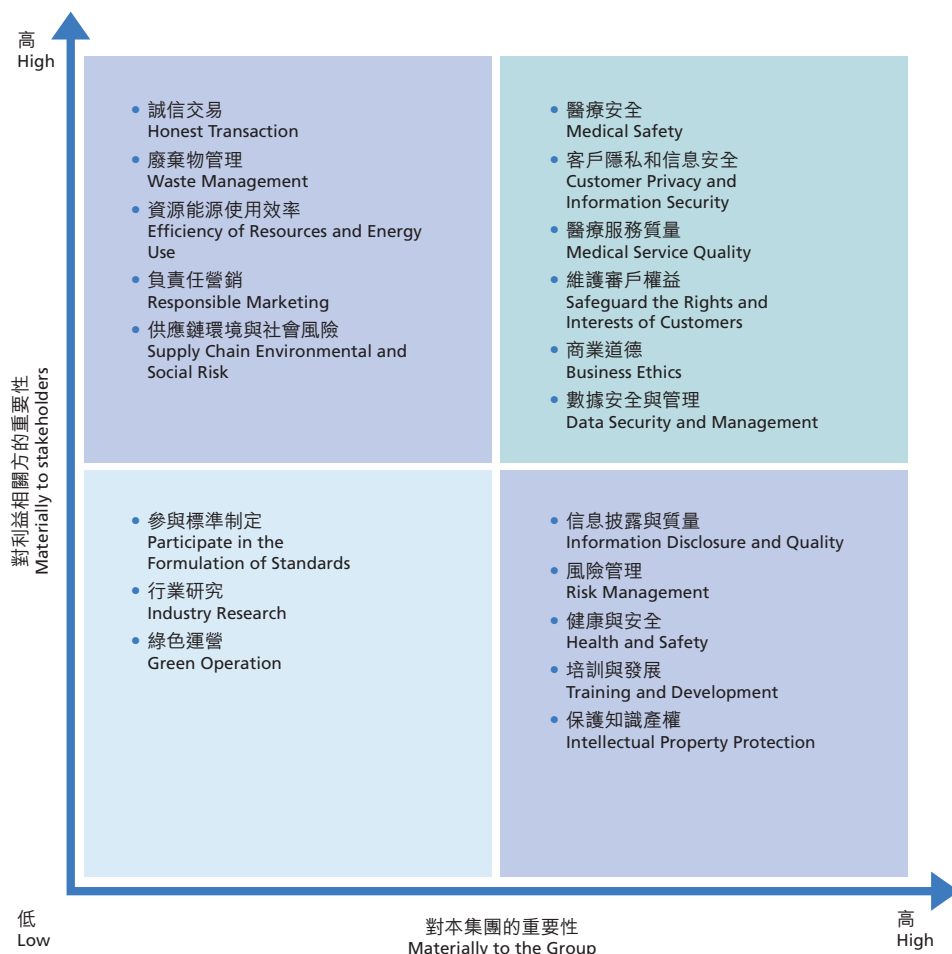 高
High
• 誠信交易
Honest Transaction
• 廢棄物管理
Waste Management
• 資源能源使用效率
Efficiency of Resources and Energy
Use
• 負責任營銷
Responsible Marketing
• 供應鏈環境與社會風險
Supply Chain Environmental and
Social Risk
• 醫療安全
Medical Safety
• 客戶隱私和信息安全
Customer Privacy and
Information Security
• 醫療服務質量
Medical Service Quality
• 維護審戶權益
Safeguard the Rights and
Interests of Customers
• 商業道德
Business Ethics
• 數據安全與管理
Data Security and Management
對利益相關方的重要性
Materially to stakeholders
• 參與標準制定
Participate in the
Formulation of Standards
• 行業研究
Industry Research
• 綠色運營
Green Operation
• 信息披露與質量
Information Disclosure and Quality
• 風險管理
Risk Management
• 健康與安全
Health and Safety
• 培訓與發展
Training and Development
• 保護知識產權
Intellectual Property Protection
低
Low
對本集團的重要性
Materially to the Group
高
High